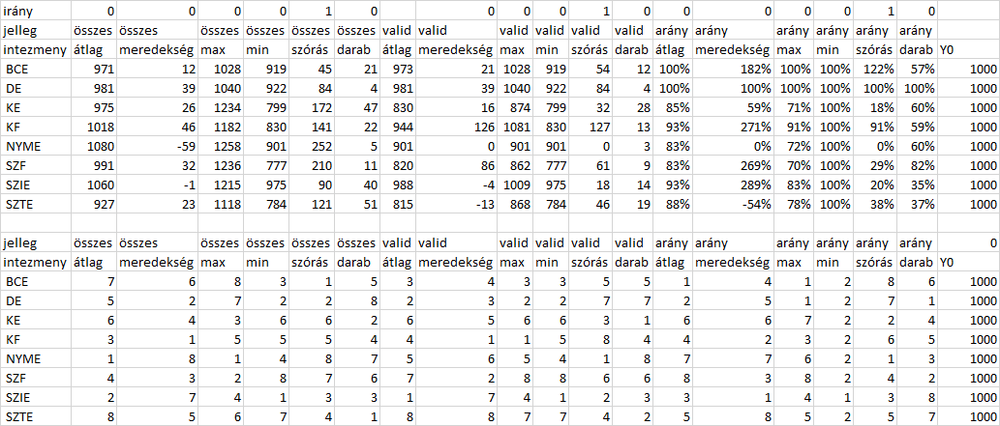 irány 0 0 0 0 1 0 0 0 0 0 1 0 0 0 0 0 1 0
jelleg összes összes összes összes összes összes valid valid valid valid valid valid arány arány arány arány arány arány
intezmeny átlag meredekség max min szórás darab átlag meredekség max min szórás darab átlag meredekség max min szórás darab Y0
BCE 971 12 1028 919 45 21 973 21 1028 919 54 12 100% 182% 100% 100% 122% 57% 1000
DE 981 39 1040 922 84 4 981 39 1040 922 84 4 100% 100% 100% 100% 100% 100% 1000
KE 975 26 1234 799 172 47 830 16 874 799 32 28 85% 59% 71% 100% 18% 60% 1000
KF 1018 46 1182 830 141 22 944 126 1081 830 127 13 93% 271% 91% 100% 91% 59% 1000
NYME 1080 -59 1258 901 252 5 901 0 901 901 0 3 83% 0% 72% 100% 0% 60% 1000
SZF 991 32 1236 777 210 11 820 86 862 777 61 9 83% 269% 70% 100% 29% 82% 1000
SZIE 1060 -1 1215 975 90 40 988 -4 1009 975 18 14 93% 289% 83% 100% 20% 35% 1000
SZTE 927 23 1118 784 121 51 815 -13 868 784 46 19 88% -54% 78% 100% 38% 37% 1000
jelleg összes összes összes összes összes összes valid valid valid valid valid valid arány arány arány arány arány arány 0
intezmeny átlag meredekség max min szórás darab átlag meredekség max min szórás darab átlag meredekség max min szórás darab Y0
BCE 7 6 8 3 1 5 3 4 3 3 5 5 1 4 1 2 8 6 1000
DE 5 2 7 2 2 8 2 3 2 2 7 7 2 5 1 2 7 1 1000
KE 6 4 3 6 6 2 6 5 6 6 3 1 6 6 7 2 2 4 1000
KF 3 1 5 5 5 4 4 1 1 5 8 4 4 2 3 2 6 5 1000
NYME 1 8 1 4 8 7 5 6 5 4 1 8 7 7 6 2 1 3 1000
SZF 4 3 2 8 7 6 7 2 8 8 6 6 8 3 8 2 4 2 1000
SZIE 2 7 4 1 3 3 1 7 4 1 2 3 3 1 4 1 3 8 1000
SZTE 8 5 6 7 4 1 8 8 7 7 4 2 5 8 5 2 5 7 1000